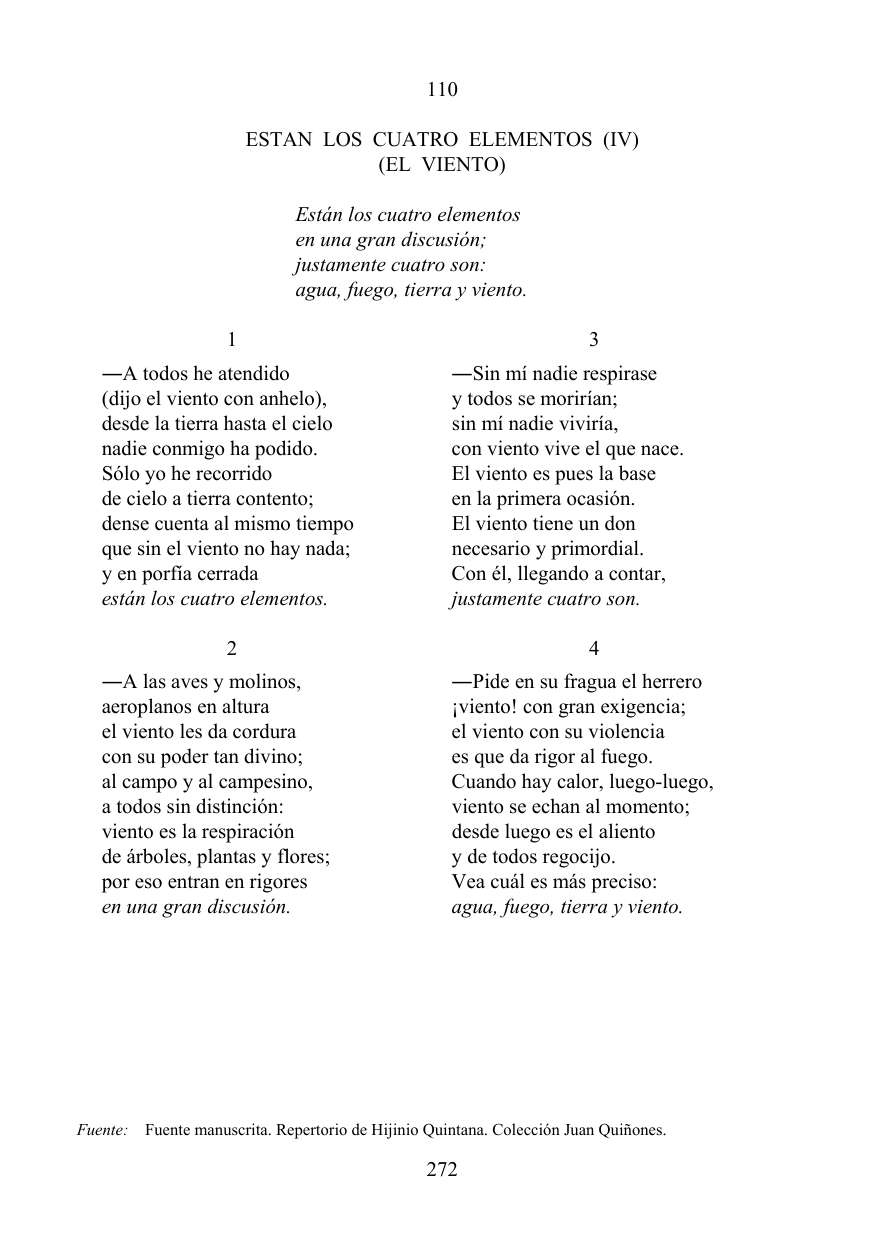 110
ESTAN LOS CUATRO ELEMENTOS (IV)
(EL VIENTO)
Están los cuatro elementos
en una gran discusión;
justamente cuatro son:
agua, fuego, tierra y viento.
1
—A todos he atendido
(dijo el viento con anhelo),
desde la tierra hasta el cielo
nadie conmigo ha podido.
Sólo yo he recorrido
de cielo a tierra contento;
dense cuenta al mismo tiempo
que sin el viento no hay nada;
y en porfía cerrada
están los cuatro elementos.
2
—A las aves y molinos,
aeroplanos en altura
el viento les da cordura
con su poder tan divino;
al campo y al campesino,
a todos sin distinción:
viento es la respiración
de árboles, plantas y flores;
por eso entran en rigores
en una gran discusión.
3
—Sin mí nadie respirase
y todos se morirían;
sin mí nadie viviría,
con viento vive el que nace.
El viento es pues la base
en la primera ocasión.
El viento tiene un don
necesario y primordial.
Con él, llegando a contar,
justamente cuatro son.
4
—Pide en su fragua el herrero
¡viento! con gran exigencia;
el viento con su violencia
es que da rigor al fuego.
Cuando hay calor, luego-luego,
viento se echan al momento;
desde luego es el aliento
y de todos regocijo.
Vea cuál es más preciso:
agua, fuego, tierra y viento.
Fuente: Fuente manuscrita. Repertorio de Hijinio Quintana. Colección Juan Quiñones.
272